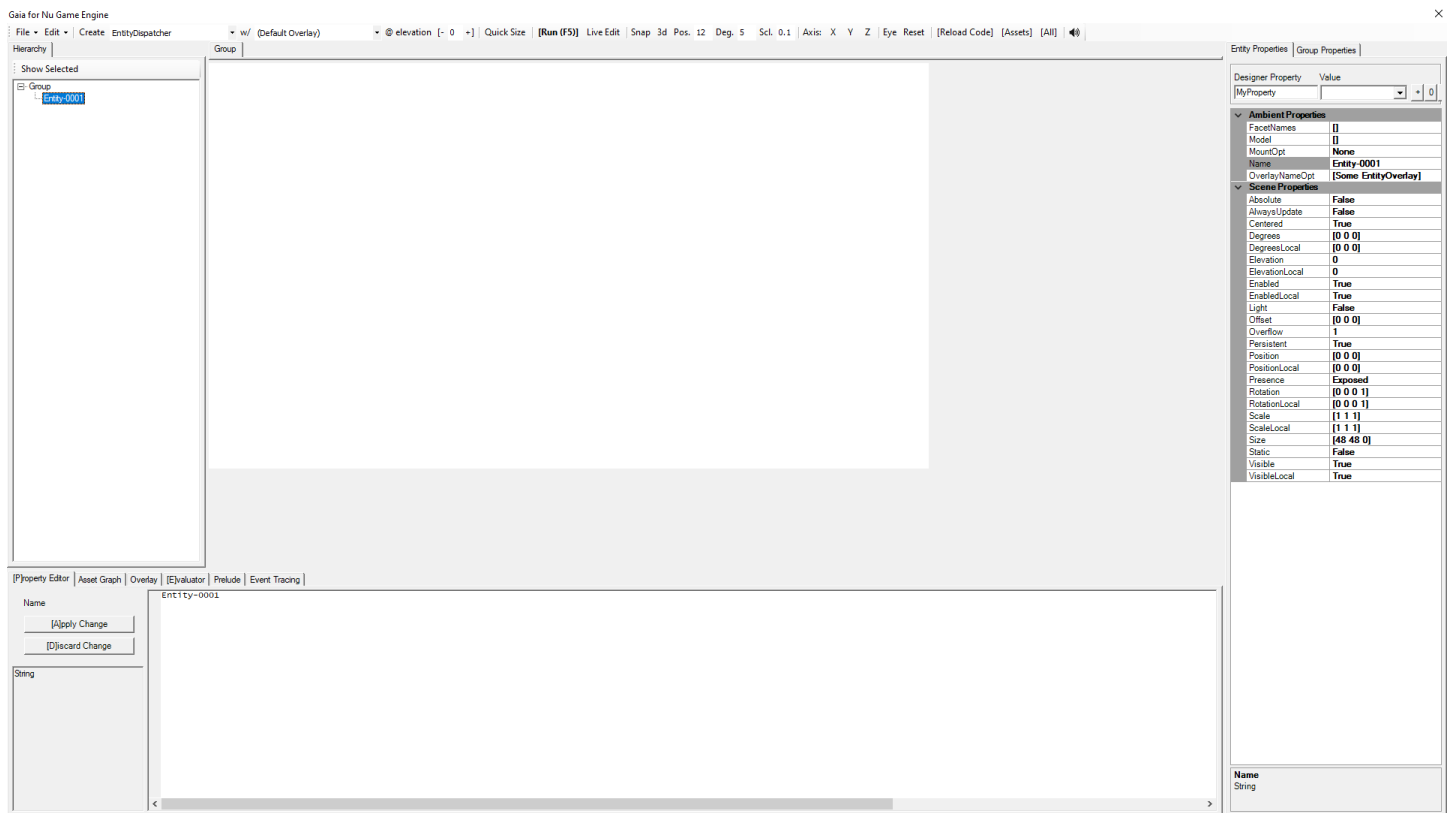 Gaia for Nu Game Engine
File Edit Create EntityDispatcher w/ (Default Overlay) @ elevation [- 0 +] Quick Size [Run (F5)] Live Edit Snap 3d Pos. 12 Deg. 5 Scl. 0.1 Axis: X Y Z Eye Reset [Reload Code] [Assets] [All]
Hierarchy
Show Selected
Group
Entity-0001
Group
Entity Properties Group Properties
Designer Property Value
MyProperty + 0
Ambient Properties
FacetNames []
Model []
MountOpt None
Name Entity-0001
OverlayNameOpt [Some EntityOverlay]
Scene Properties
Absolute False
AlwaysUpdate False
Centered True
Degrees [0 0 0]
DegreesLocal [0 0 0]
Elevation 0
ElevationLocal 0
Enabled True
EnabledLocal True
Light False
Offset [0 0 0]
Overflow 1
Persistent True
Position [0 0 0]
PositionLocal [0 0 0]
Presence Exposed
Rotation [0 0 0 1]
RotationLocal [0 0 0 1]
Scale [1 1 1]
ScaleLocal [1 1 1]
Size [48 48 0]
Static False
Visible True
VisibleLocal True
Name
String
[P]roperty Editor Asset Graph Overlay [E]valuator Prelude Event Tracing
Name
[A]pply Change
[D]iscard Change
String
Entity-0001